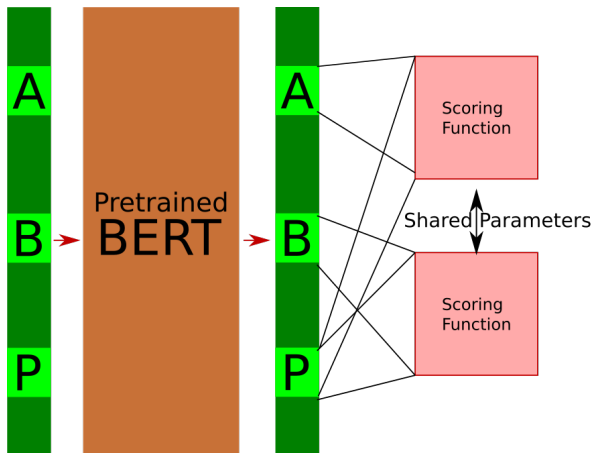 A
B
P
Pretrained
BERT
A
B
P
Scoring
Function
Shared Parameters
Scoring
Function